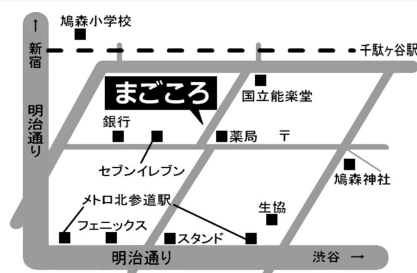 鳩森小学校
↑
新宿
千駄ヶ谷駅
まごころ
国立能楽堂
明治通り
銀行
薬局 〒
セブンイレブン
鳩森神社
メトロ北参道駅
生協
フェニックス
スタンド
明治通り
渋谷 →